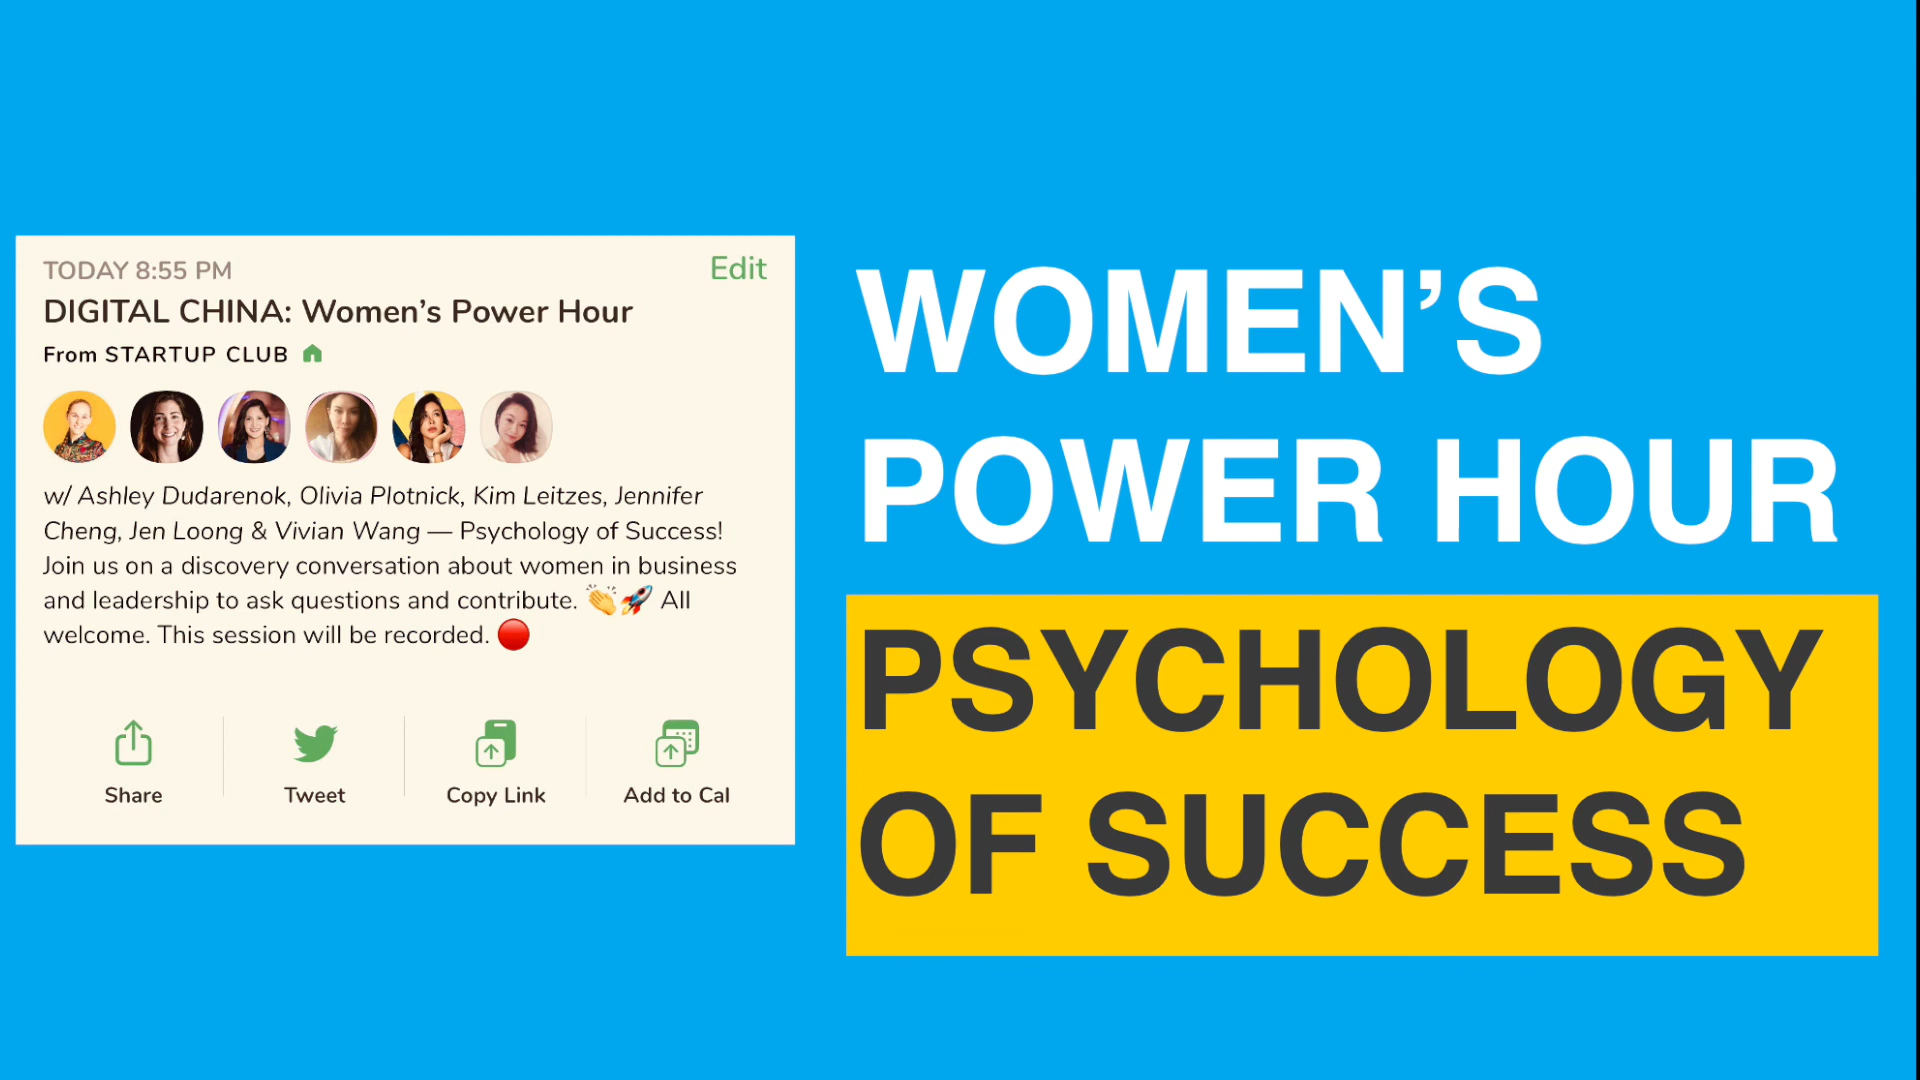 TODAY 8:55 PM
Edit
DIGITAL CHINA: Women’s Power Hour
From STARTUP CLUB
w/ Ashley Dudarenok, Olivia Plotnick, Kim Leitzes, Jennifer
Cheng, Jen Loong & Vivian Wang — Psychology of Success!
Join us on a discovery conversation about women in business
and leadership to ask questions and contribute. 👏🚀 All
welcome. This session will be recorded. 🔴
Share
Tweet
Copy Link
Add to Cal
WOMEN’S
POWER HOUR
PSYCHOLOGY
OF SUCCESS